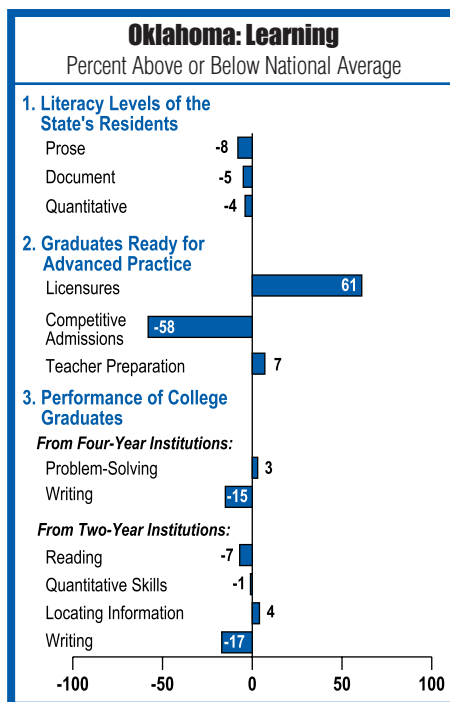 Oklahoma: Learning
Percent Above or Below National Average
1. Literacy Levels of the
State's Residents
Prose -8
Document -5
Quantitative -4
2. Graduates Ready for
Advanced Practice
Licensures 61
Competitive
Admissions -58
Teacher Preparation 7
3. Performance of College
Graduates
From Four-Year Institutions:
Problem-Solving 3
Writing -15
From Two-Year Institutions:
Reading -7
Quantitative Skills -1
Locating Information 4
Writing -17
-100 -50 0 50 100